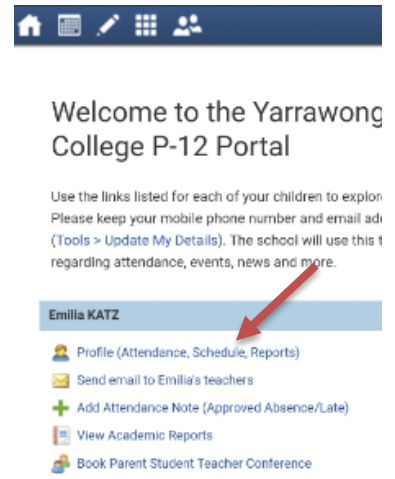 Welcome to the Yarrawong
College P-12 Portal
Use the links listed for each of your children to explor
Please keep your mobile phone number and email ad
(Tools > Update My Details). The school will use this t
regarding attendance, events, news and more.
Emilia KATZ
Profile (Attendance, Schedule, Reports)
Send email to Emilia's teachers
Add Attendance Note (Approved Absence/Late)
View Academic Reports
Book Parent Student Teacher Conference